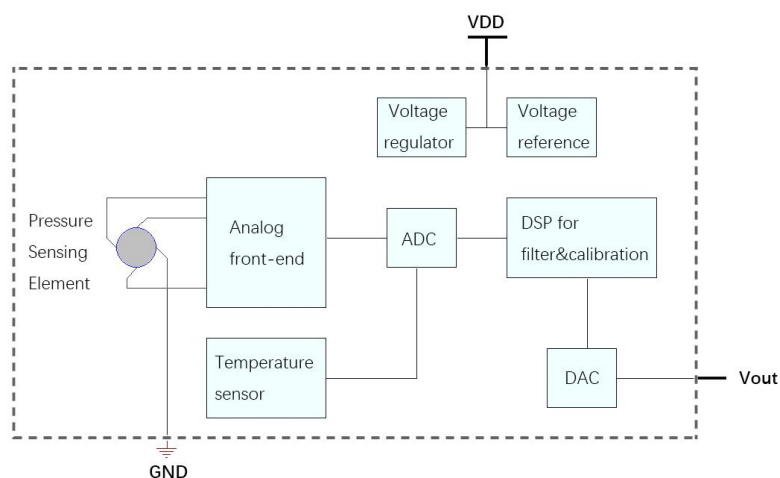 VDD
Voltage
regulator
Voltage
reference
Pressure
Sensing
Element
Analog
front-end
ADC
DSP for
filter&calibration
Temperature
sensor
DAC
Vout
GND